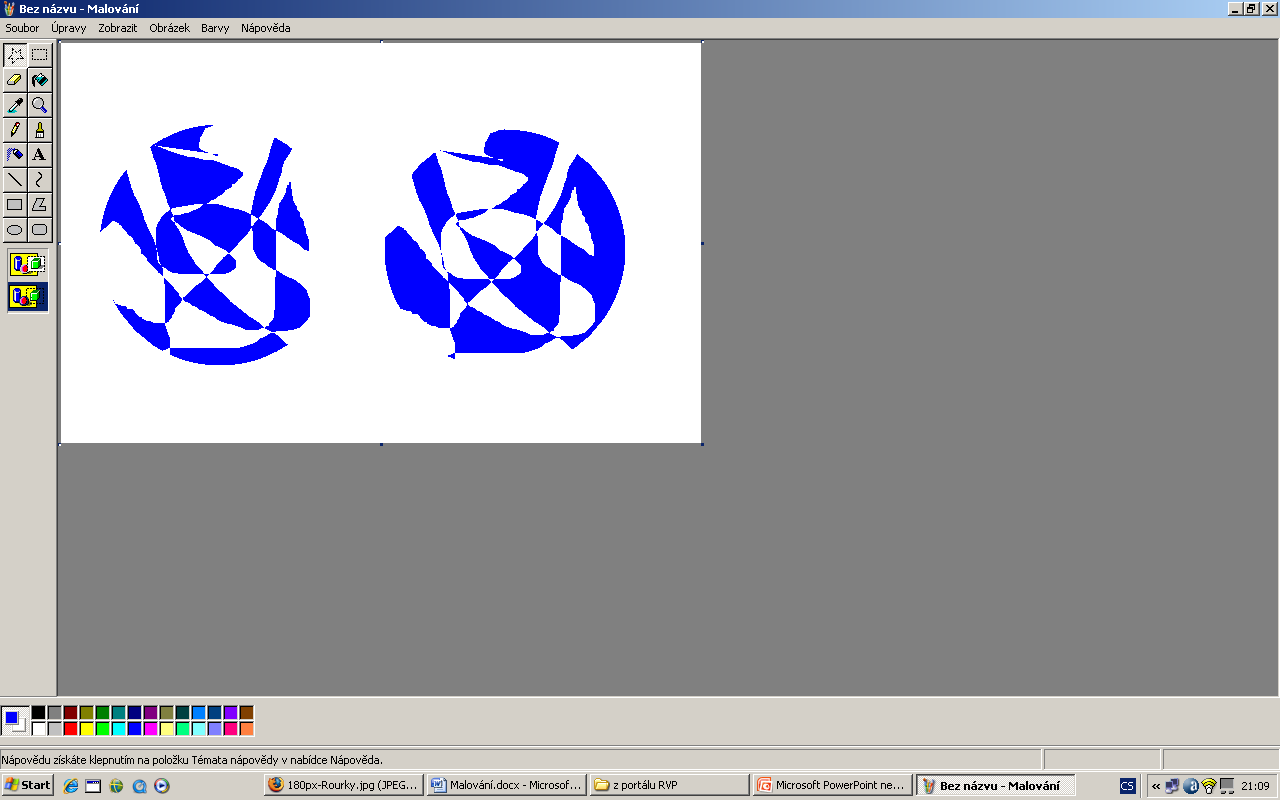 Bez názvu - Malování
Soubor Úpravy Zobrazit Obrázek Barvy Nápověda
A
Nápovědu získáte klepnutím na položku Témata nápovědy v nabídce Nápověda.
Start 180px-Rourky.jpg (JPEG... Malování.docx - Microsof... z portálu RVP Microsoft PowerPoint ne... Bez názvu - Malování CS « 21:09